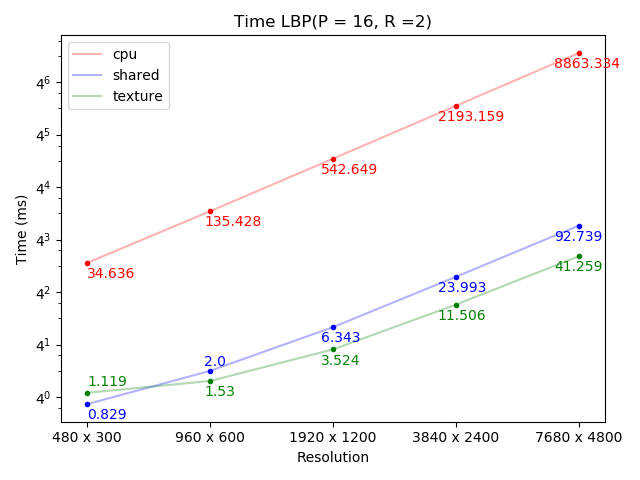 Time LBP(P = 16, R =2)
cpu
shared
texture
Time (ms)
4^6
4^5
4^4
4^3
4^2
4^1
4^0
8863.334
2193.159
542.649
135.428
34.636
92.739
41.259
23.993
11.506
6.343
3.524
2.0
1.53
1.119
0.829
480 x 300
960 x 600
1920 x 1200
3840 x 2400
7680 x 4800
Resolution